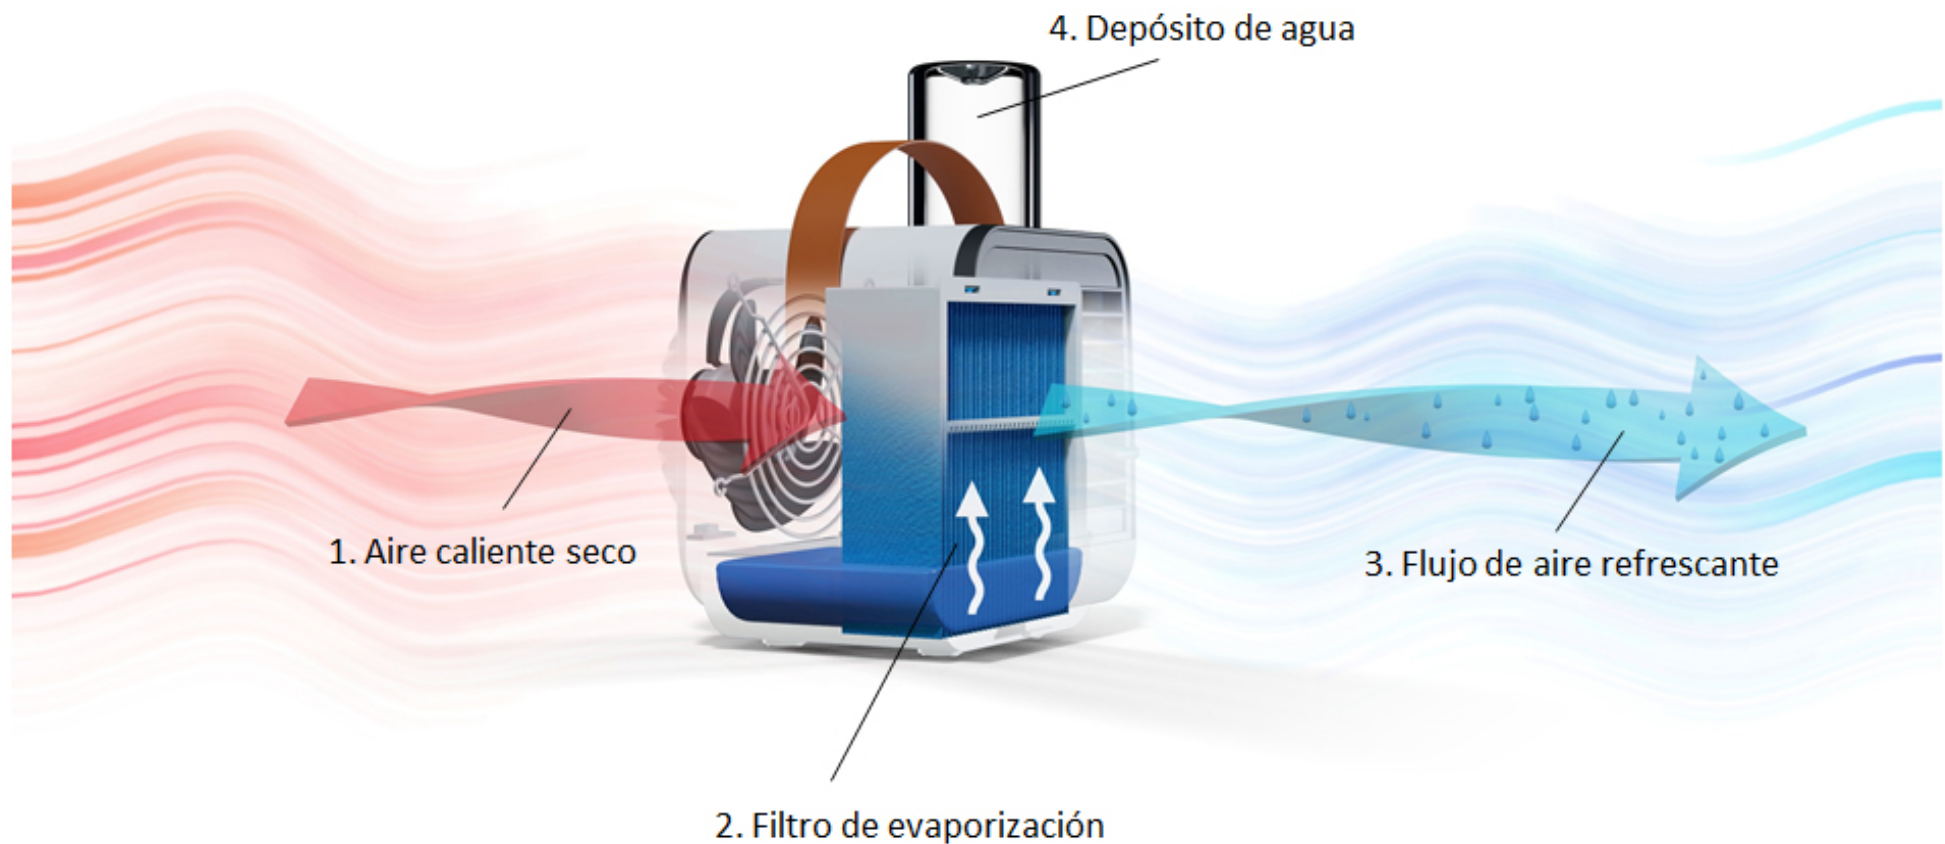 4. Depósito de agua
1. Aire caliente seco
3. Flujo de aire refrescante
2. Filtro de evaporización